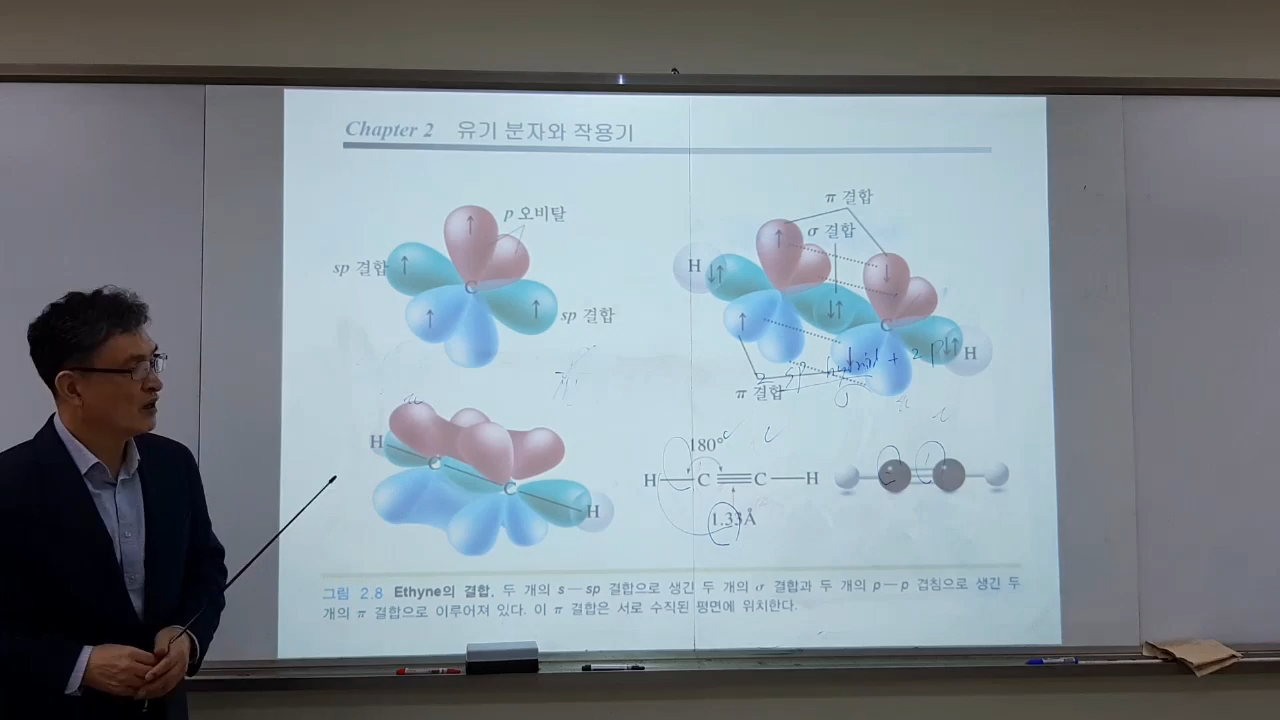 Chapter 2 유기 분자와 작용기
p 오비탈
sp 결합
C
sp 결합
π 결합
σ 결합
H
C
H
π 결합
sp hybrid + 2 p
H
C
C
H
180°
H C C H
1.33Å
그림 2.8 Ethyne의 결합. 두 개의 s—sp 결합으로 생긴 두 개의 σ 결합과 두 개의 p—p 겹침으로 생긴 두
개의 π 결합으로 이루어져 있다. 이 π 결합은 서로 수직된 평면에 위치한다.